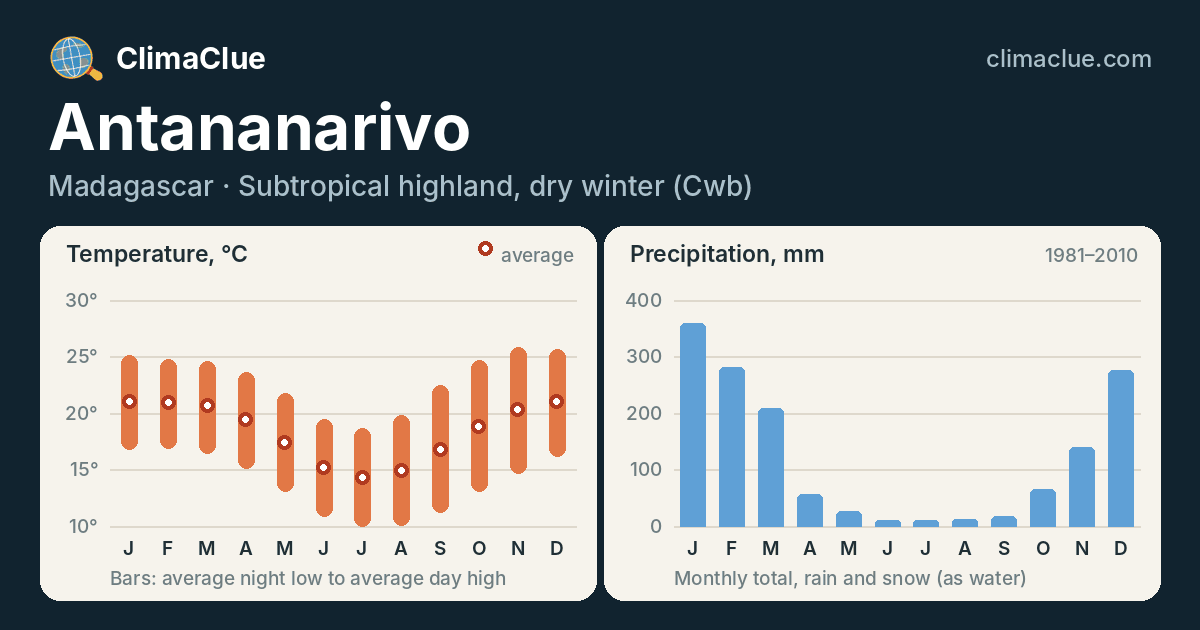 ClimaClue
climaclue.com
Antananarivo
Madagascar · Subtropical highland, dry winter (Cwb)
Temperature, °C
average
30°
25°
20°
15°
10°
J F M A M J J A S O N D
Bars: average night low to average day high
Precipitation, mm
1981–2010
400
300
200
100
0
J F M A M J J A S O N D
Monthly total, rain and snow (as water)